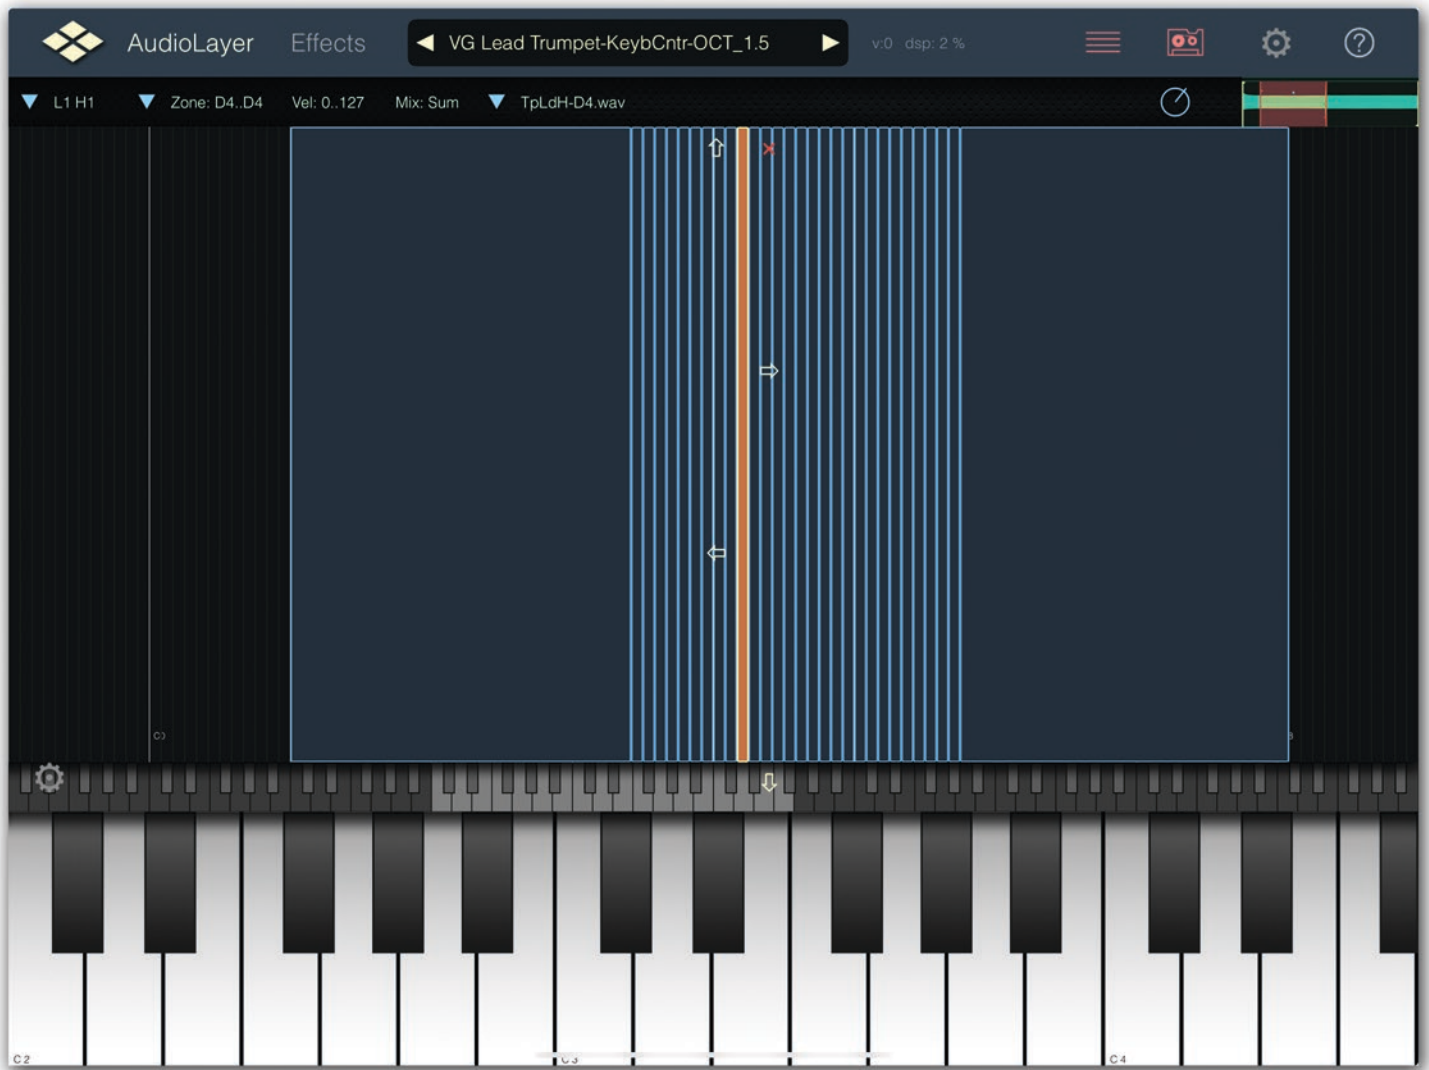 AudioLayer Effects VG Lead Trumpet-KeybCntr-OCT_1.5 v:0 dsp: 2 % ?
L1 H1 Zone: D4..D4 Vel: 0..127 Mix: Sum TpLdH-D4.wav
C2 C3 C4